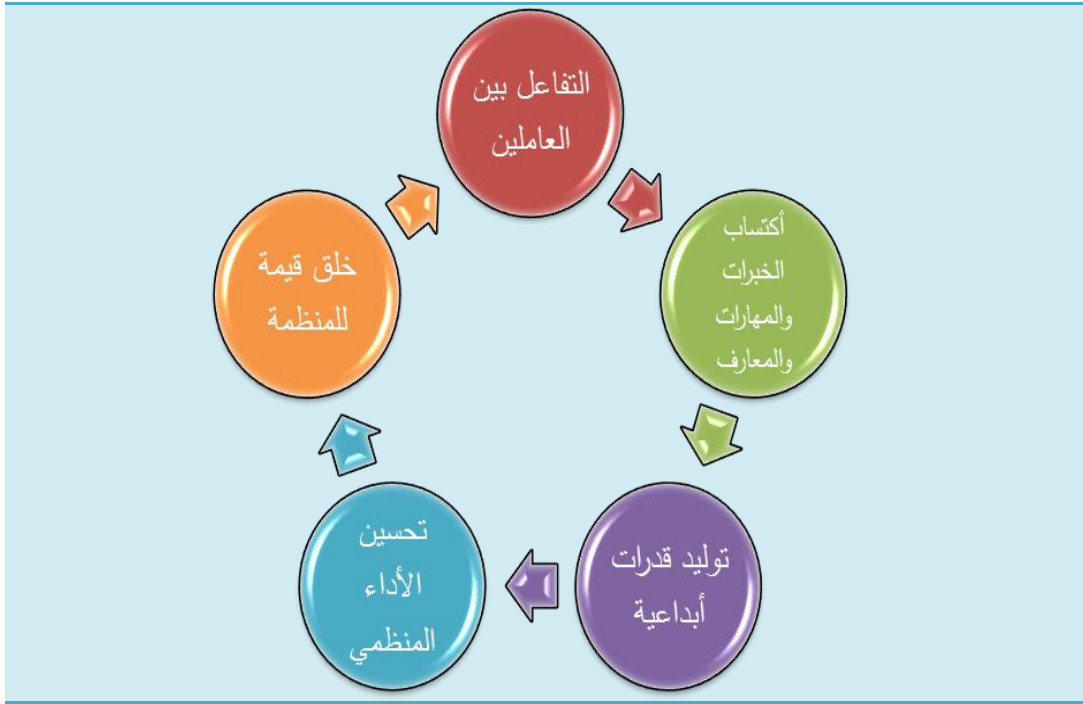 التفاعل بين
العاملين
أكتساب
الخبرات
والمهارات
والمعارف
توليد قدرات
أبداعية
تحسين
الأداء
المنظمي
خلق قيمة
للمنظمة